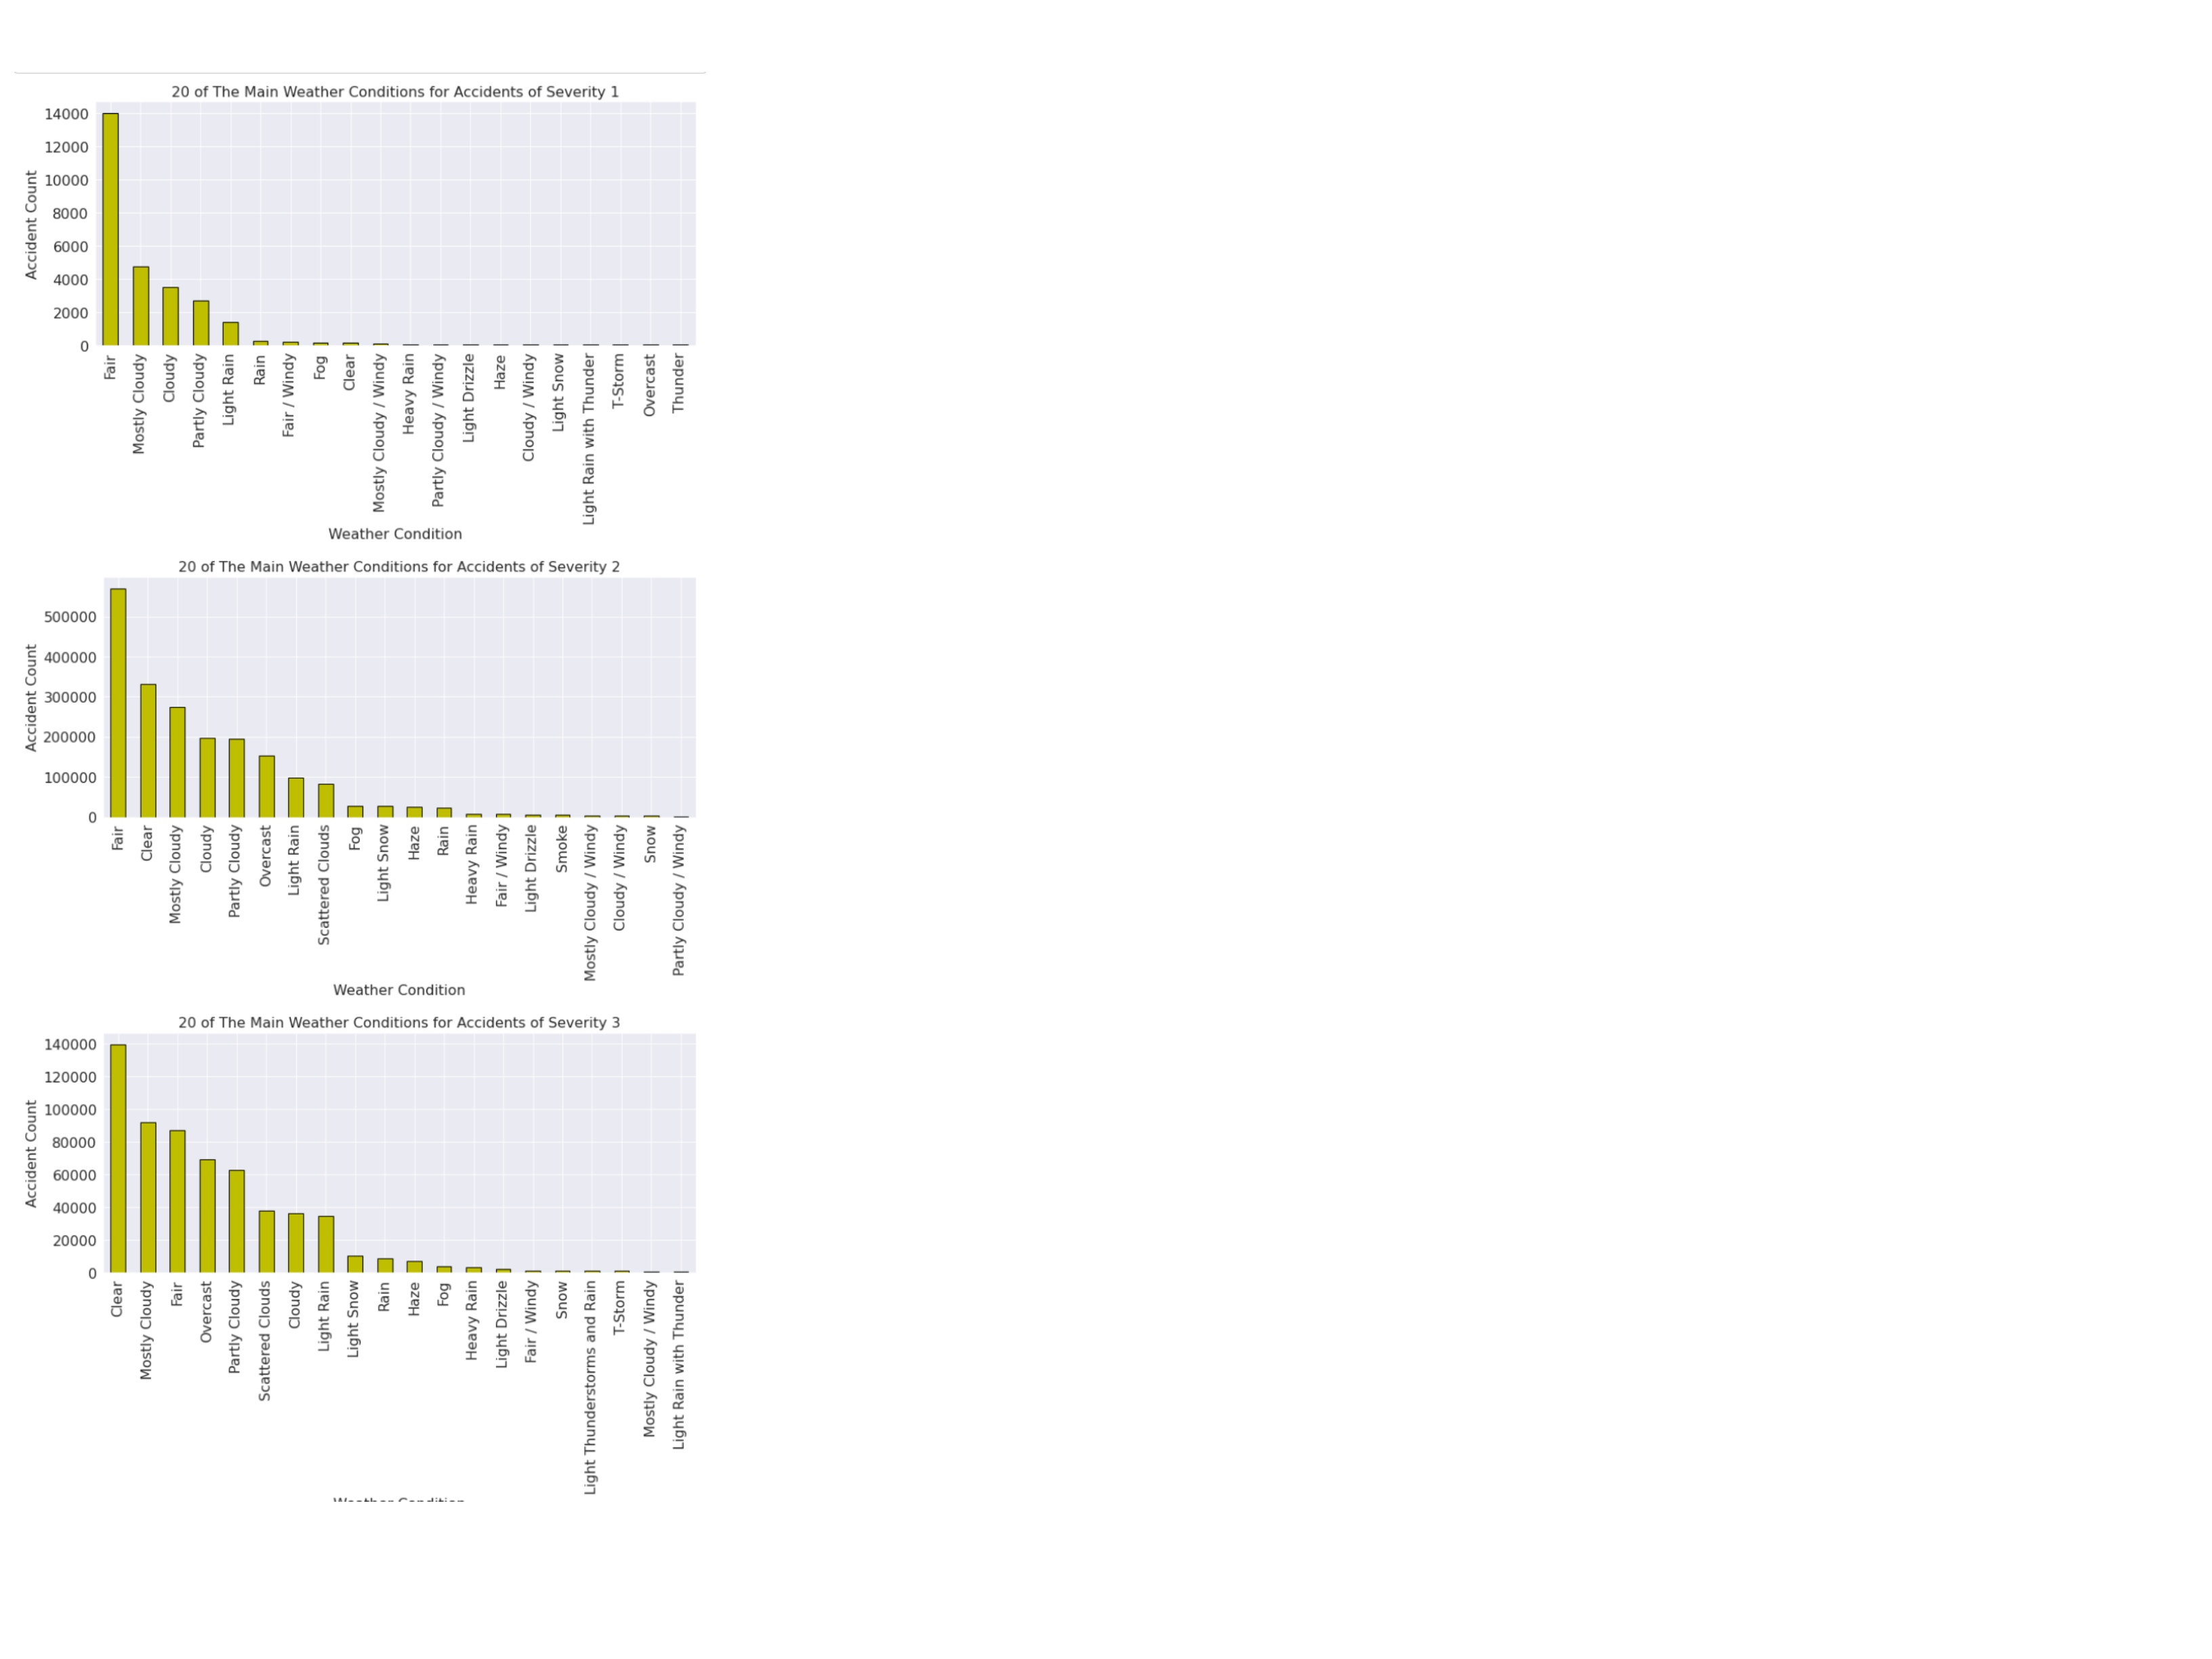 20 of The Main Weather Conditions for Accidents of Severity 1
Accident Count
14000
12000
10000
8000
6000
4000
2000
0
Fair
Mostly Cloudy
Cloudy
Partly Cloudy
Light Rain
Rain
Fair / Windy
Fog
Clear
Mostly Cloudy / Windy
Heavy Rain
Partly Cloudy / Windy
Light Drizzle
Haze
Cloudy / Windy
Light Snow
Light Rain with Thunder
T-Storm
Overcast
Thunder
Weather Condition
20 of The Main Weather Conditions for Accidents of Severity 2
Accident Count
500000
400000
300000
200000
100000
0
Fair
Clear
Mostly Cloudy
Cloudy
Partly Cloudy
Overcast
Light Rain
Scattered Clouds
Fog
Light Snow
Haze
Rain
Heavy Rain
Fair / Windy
Light Drizzle
Smoke
Mostly Cloudy / Windy
Cloudy / Windy
Snow
Partly Cloudy / Windy
Weather Condition
20 of The Main Weather Conditions for Accidents of Severity 3
Accident Count
140000
120000
100000
80000
60000
40000
20000
0
Clear
Mostly Cloudy
Fair
Overcast
Partly Cloudy
Scattered Clouds
Cloudy
Light Rain
Light Snow
Rain
Haze
Fog
Heavy Rain
Light Drizzle
Fair / Windy
Snow
Light Thunderstorms and Rain
T-Storm
Mostly Cloudy / Windy
Light Rain with Thunder
Weather Condition